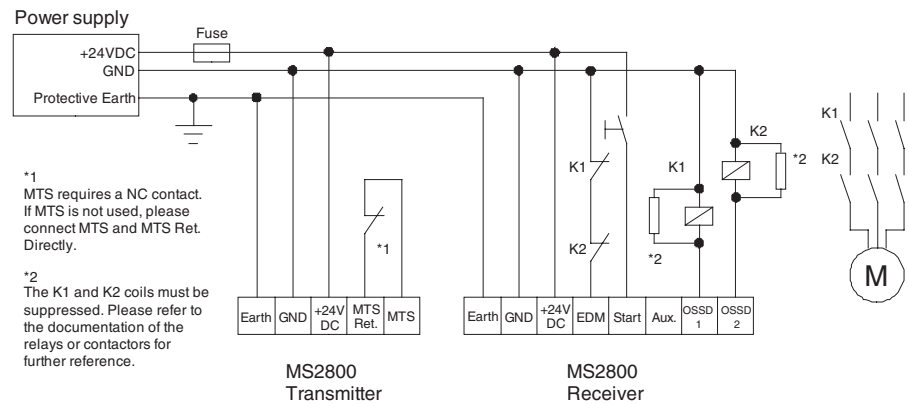 Power supply
Fuse
+24VDC
GND
Protective Earth
K1
K2
K1
K2
*2
K1
K2
*1
MTS requires a NC contact.
If MTS is not used, please
connect MTS and MTS Ret.
Directly.
*1
*2
M
*2
The K1 and K2 coils must be
suppressed. Please refer to
the documentation of the
relays or contactors for
further reference.
Earth GND +24V DC MTS Ret. MTS
Earth GND +24V DC EDM Start Aux. OSSD 1 OSSD 2
MS2800
Transmitter
MS2800
Receiver